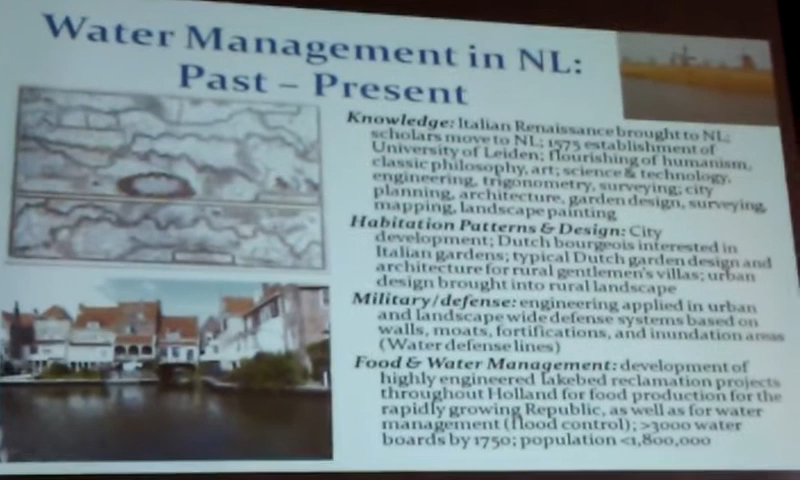 Water Management in NL:
Past – Present
Knowledge: Italian Renaissance brought to NL;
scholars move to NL; 1575 establishment of
University of Leiden; flourishing of humanism,
classic philosophy, art; science & technology,
engineering, trigonometry, surveying; city
planning, architecture, garden design, surveying,
mapping, landscape painting
Habitation Patterns & Design: City
development; Dutch bourgeois interested in
Italian gardens; typical Dutch garden design and
architecture for rural gentlemen's villas; urban
design brought into rural landscape
Military/defense: engineering applied in urban
and landscape wide defense systems based on
walls, moats, fortifications, and inundation areas
(Water defense lines)
Food & Water Management: development of
highly engineered lakebed reclamation projects
throughout Holland for food production for the
rapidly growing Republic, as well as for water
management (flood control); >3000 water
boards by 1750; population <1,800,000